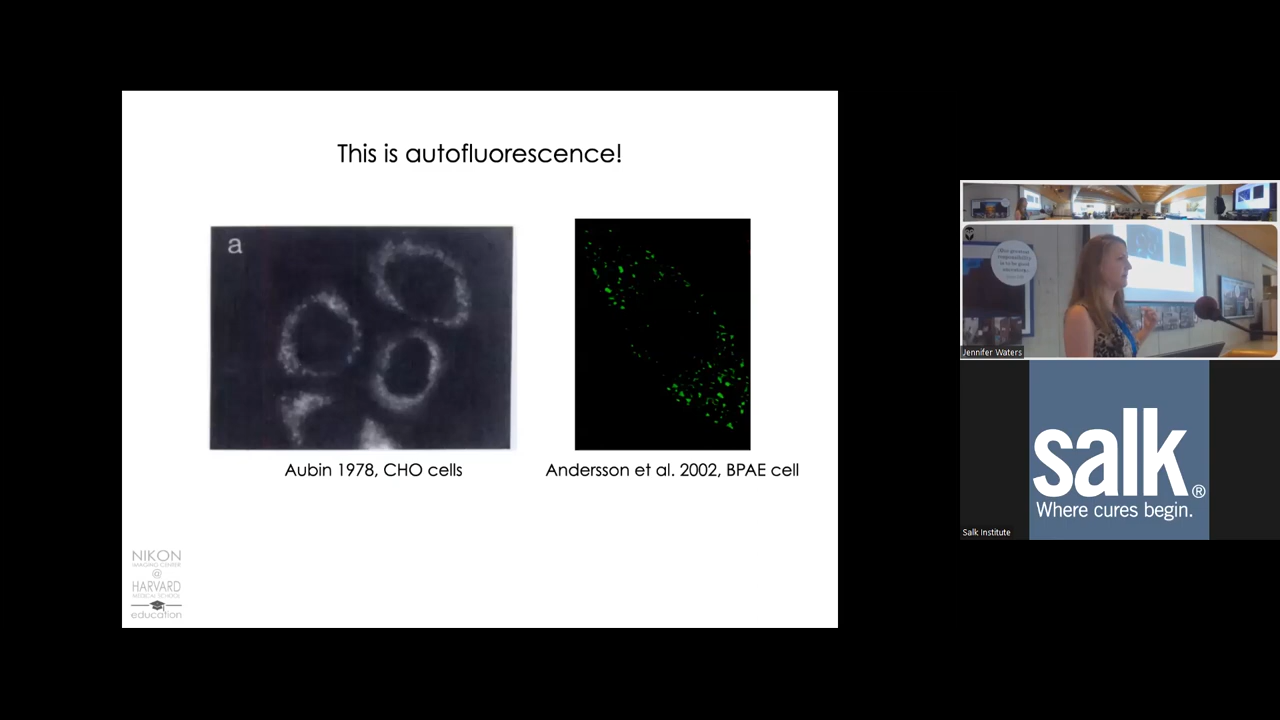 This is autofluorescence!
a
Aubin 1978, CHO cells
Andersson et al. 2002, BPAE cell
NIKON
IMAGING CENTER
@
HARVARD
MEDICAL SCHOOL
education
Jennifer Waters
salk®
Where cures begin.
Salk Institute